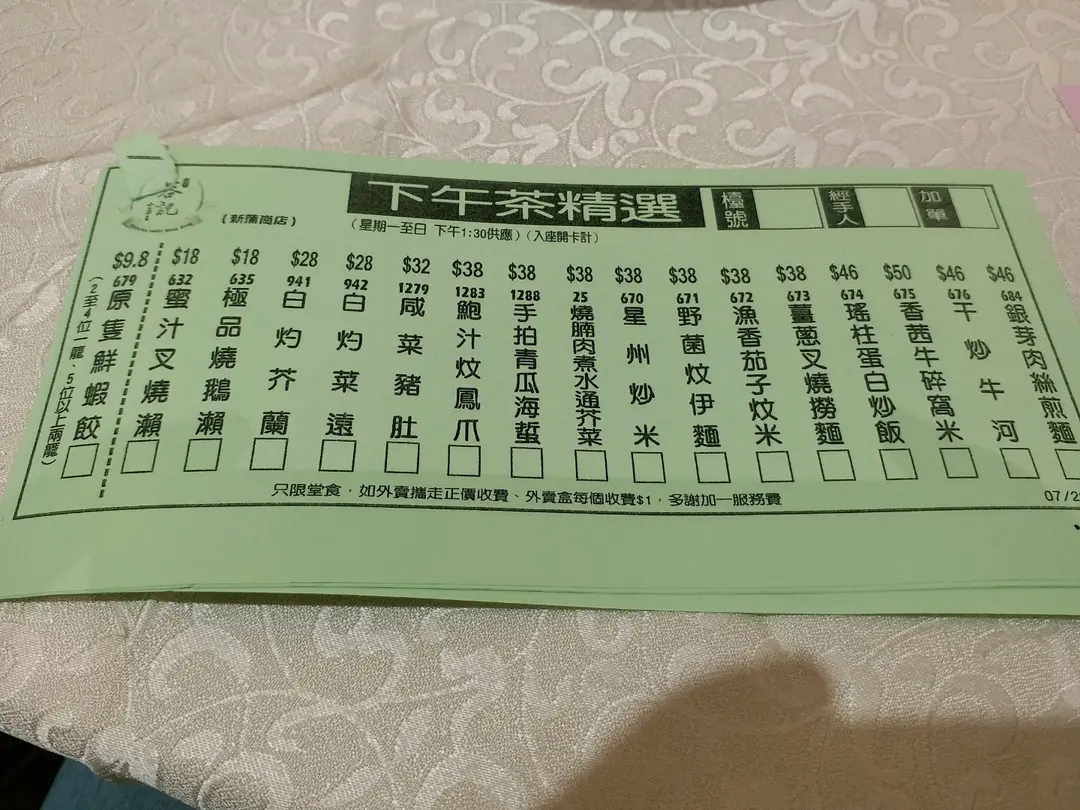 下午茶精選
檯號
經手人
加單
(新蒲商店)
(星期一至日 下午1:30供應)(入座開卡計)
$9.8 679 原隻鮮蝦餃 (2至4位一籠、5位以上兩籠)
$18 632 蜜汁叉燒瀨
$18 635 極品燒鵝瀨
$28 941 白灼芥蘭
$28 942 白灼菜遠
$32 1279 咸菜豬肚
$38 1283 鮑汁炆鳳爪
$38 1288 手拍青瓜海蜇
$38 25 燒腩肉煮水通芥菜
$38 670 星州炒米
$38 671 野菌炆伊麵
$38 672 漁香茄子炆米
$38 673 薑蔥叉燒撈麵
$46 674 瑤柱蛋白炒飯
$50 675 香茜牛碎窩米
$46 676 干炒牛河
$46 684 銀芽肉絲煎麵
只限堂食，如外賣攜走正價收費、外賣盒每個收費$1，多謝加一服務費